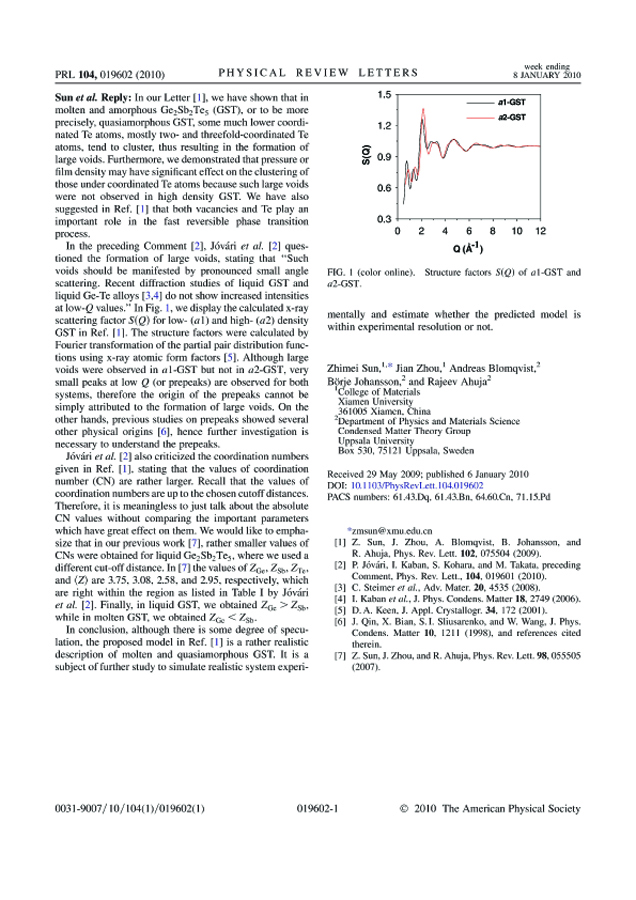 PRL 104, 019602 (2010)
PHYSICAL REVIEW LETTERS
week ending
8 JANUARY 2010
Sun et al. Reply: In our Letter [1], we have shown that in
molten and amorphous Ge2Sb2Te5 (GST), or to be more
precisely, quasiamorphous GST, some much lower coordi-
nated Te atoms, mostly two- and threefold-coordinated Te
atoms, tend to cluster, thus resulting in the formation of
large voids. Furthermore, we demonstrated that pressure or
film density may have significant effect on the clustering of
those under coordinated Te atoms because such large voids
were not observed in high density GST. We have also
suggested in Ref. [1] that both vacancies and Te play an
important role in the fast reversible phase transition
process.
In the preceding Comment [2], Jóvári et al. [2] ques-
tioned the formation of large voids, stating that “Such
voids should be manifested by pronounced small angle
scattering. Recent diffraction studies of liquid GST and
liquid Ge-Te alloys [3,4] do not show increased intensities
at low-Q values.” In Fig. 1, we display the calculated x-ray
scattering factor S(Q) for low- (a1) and high- (a2) density
GST in Ref. [1]. The structure factors were calculated by
Fourier transformation of the partial pair distribution func-
tions using x-ray atomic form factors [5]. Although large
voids were observed in a1-GST but not in a2-GST, very
small peaks at low Q (or prepeaks) are observed for both
systems, therefore the origin of the prepeaks cannot be
simply attributed to the formation of large voids. On the
other hands, previous studies on prepeaks showed several
other physical origins [6], hence further investigation is
necessary to understand the prepeaks.
Jóvári et al. [2] also criticized the coordination numbers
given in Ref. [1], stating that the values of coordination
number (CN) are rather larger. Recall that the values of
coordination numbers are up to the chosen cutoff distances.
Therefore, it is meaningless to just talk about the absolute
CN values without comparing the important parameters
which have great effect on them. We would like to empha-
size that in our previous work [7], rather smaller values of
CNs were obtained for liquid Ge2Sb2Te5, where we used a
different cut-off distance. In [7] the values of ZGe, ZSb, ZTe,
and ⟨Z⟩ are 3.75, 3.08, 2.58, and 2.95, respectively, which
are right within the region as listed in Table I by Jóvári
et al. [2]. Finally, in liquid GST, we obtained ZGe > ZSb,
while in molten GST, we obtained ZGe < ZSb.
In conclusion, although there is some degree of specu-
lation, the proposed model in Ref. [1] is a rather realistic
description of molten and quasiamorphous GST. It is a
subject of further study to simulate realistic system experi-
1.5
1.2
0.9
0.6
0.3
S(Q)
a1-GST
a2-GST
0 2 4 6 8 10 12
Q (Å-1)
FIG. 1 (color online). Structure factors S(Q) of a1-GST and
a2-GST.
mentally and estimate whether the predicted model is
within experimental resolution or not.
Zhimei Sun,1,* Jian Zhou,1 Andreas Blomqvist,2
Börje Johansson,2 and Rajeev Ahuja2
1College of Materials
Xiamen University
361005 Xiamen, China
2Department of Physics and Materials Science
Condensed Matter Theory Group
Uppsala University
Box 530, 75121 Uppsala, Sweden
Received 29 May 2009; published 6 January 2010
DOI: 10.1103/PhysRevLett.104.019602
PACS numbers: 61.43.Dq, 61.43.Bn, 64.60.Cn, 71.15.Pd
*zmsun@xmu.edu.cn
[1] Z. Sun, J. Zhou, A. Blomqvist, B. Johansson, and
R. Ahuja, Phys. Rev. Lett. 102, 075504 (2009).
[2] P. Jóvári, I. Kaban, S. Kohara, and M. Takata, preceding
Comment, Phys. Rev. Lett., 104, 019601 (2010).
[3] C. Steimer et al., Adv. Mater. 20, 4535 (2008).
[4] I. Kaban et al., J. Phys. Condens. Matter 18, 2749 (2006).
[5] D. A. Keen, J. Appl. Crystallogr. 34, 172 (2001).
[6] J. Qin, X. Bian, S. I. Sliusarenko, and W. Wang, J. Phys.
Condens. Matter 10, 1211 (1998), and references cited
therein.
[7] Z. Sun, J. Zhou, and R. Ahuja, Phys. Rev. Lett. 98, 055505
(2007).
0031-9007/10/104(1)/019602(1)
019602-1
© 2010 The American Physical Society